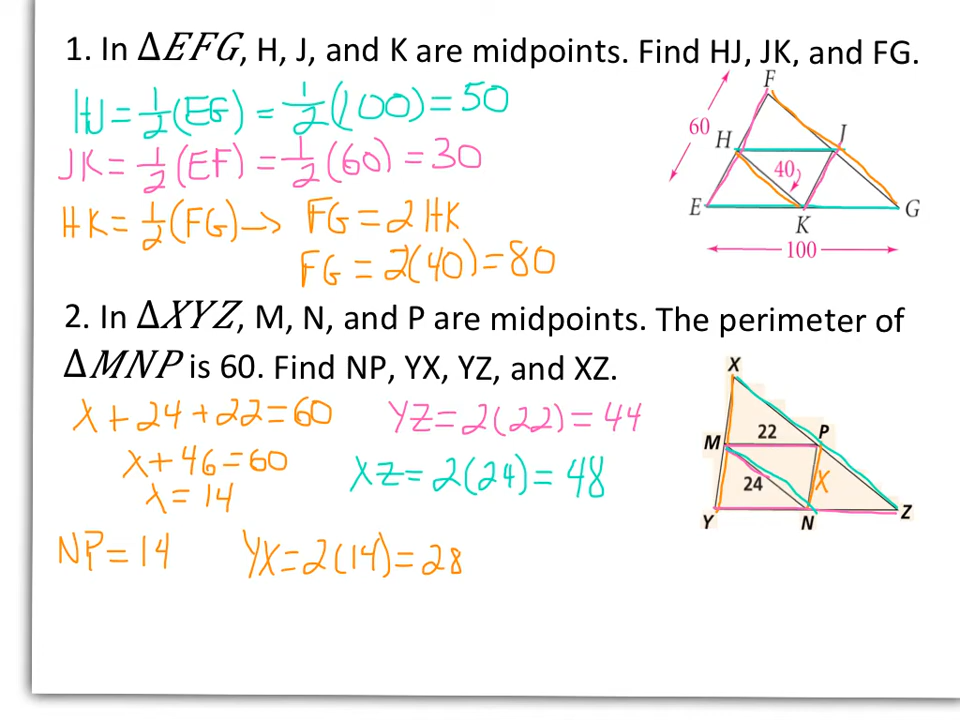 1. In ΔEFG, H, J, and K are midpoints. Find HJ, JK, and FG.
HJ = 1/2(EG) = 1/2(100) = 50
JK = 1/2(EF) = 1/2(60) = 30
HK = 1/2(FG) → FG = 2HK
FG = 2(40) = 80
F
60
H
J
40
E
K
G
100
2. In ΔXYZ, M, N, and P are midpoints. The perimeter of
ΔMNP is 60. Find NP, YX, YZ, and XZ.
X + 24 + 22 = 60
YZ = 2(22) = 44
X + 46 = 60
XZ = 2(24) = 48
X = 14
NP = 14
YX = 2(14) = 28
X
M
22
P
24
X
Y
N
Z